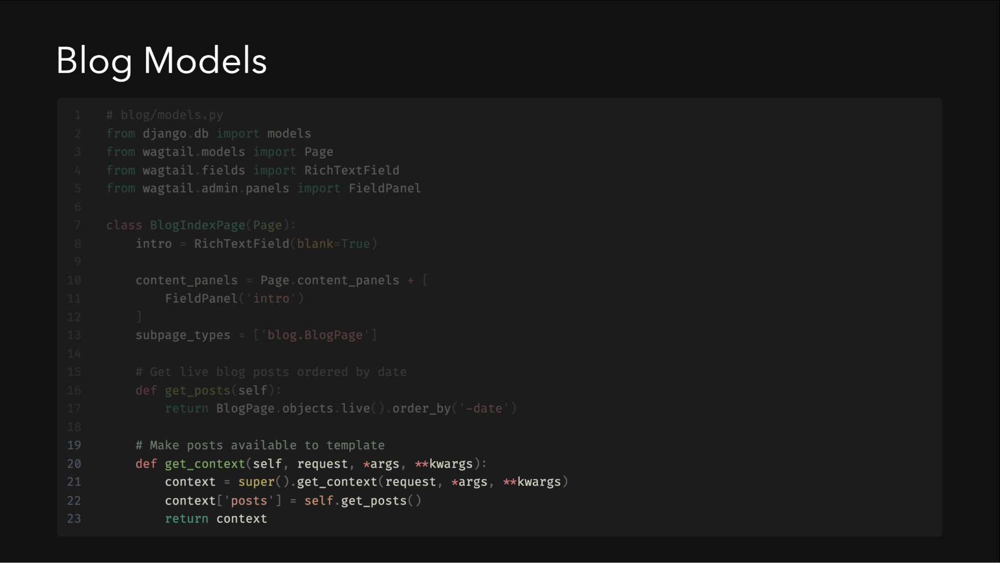 Blog Models
1 # blog/models.py
2 from django.db import models
3 from wagtail.models import Page
4 from wagtail.fields import RichTextField
5 from wagtail.admin.panels import FieldPanel
6
7 class BlogIndexPage(Page):
8     intro = RichTextField(blank=True)
9
10     content_panels = Page.content_panels + [
11         FieldPanel('intro')
12     ]
13     subpage_types = ['blog.BlogPage']
14
15     # Get live blog posts ordered by date
16     def get_posts(self):
17         return BlogPage.objects.live().order_by('-date')
18
19     # Make posts available to template
20     def get_context(self, request, *args, **kwargs):
21         context = super().get_context(request, *args, **kwargs)
22         context['posts'] = self.get_posts()
23         return context